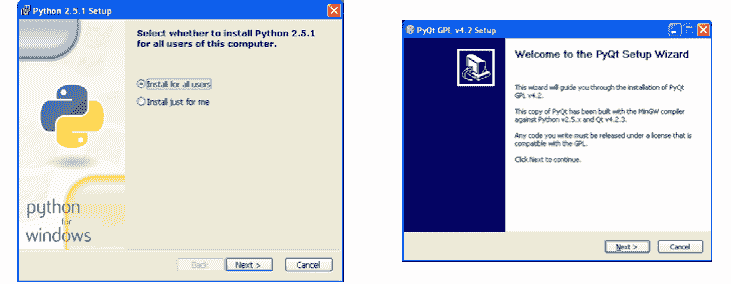 Python 2.5.1 Setup
Select whether to install Python 2.5.1
for all users of this computer.
Install for all users
Install just for me
python
for
windows
Back
Next >
Cancel
PyQt GPL v4.2 Setup
Welcome to the PyQt Setup Wizard
This wizard will guide you through the installation of PyQt
GPL v4.2.
This copy of PyQt has been built with the MinGW compiler
against Python v2.5.x and Qt v4.2.3.
Any code you write must be released under a license that is
compatible with the GPL.
Click Next to continue.
Next >
Cancel